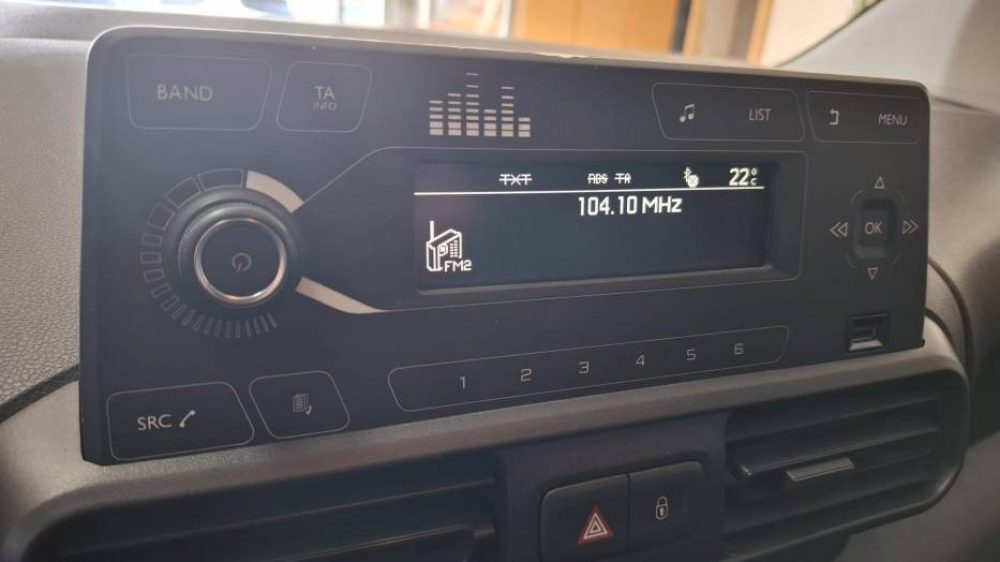 BAND
TA
INFO
LIST
MENU
TXT RDS TA 22°C
104.10 MHz
FM2
OK
1 2 3 4 5 6
SRC